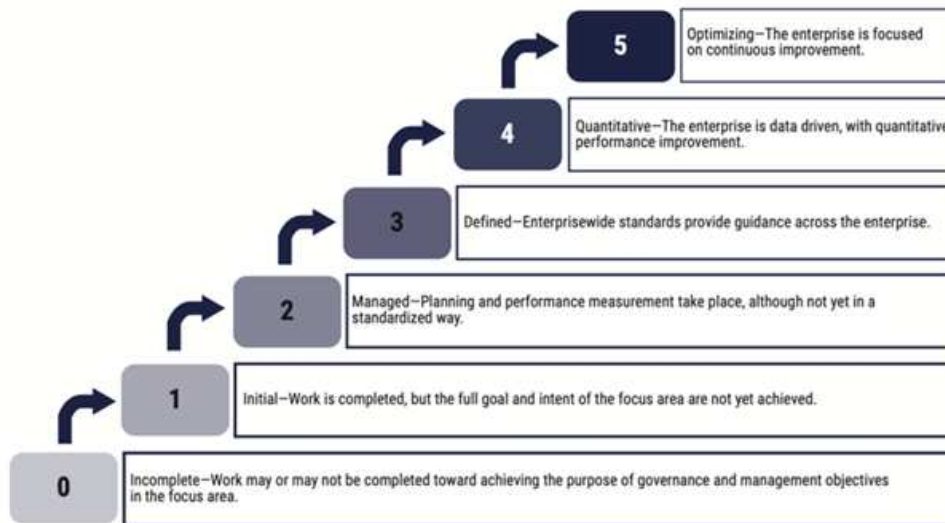 5
Optimizing—The enterprise is focused
on continuous improvement.
4
Quantitative—The enterprise is data driven, with quantitative
performance improvement.
3
Defined—Enterprisewide standards provide guidance across the enterprise.
2
Managed—Planning and performance measurement take place, although not yet in a
standardized way.
1
Initial—Work is completed, but the full goal and intent of the focus area are not yet achieved.
0
Incomplete—Work may or may not be completed toward achieving the purpose of governance and management objectives
in the focus area.